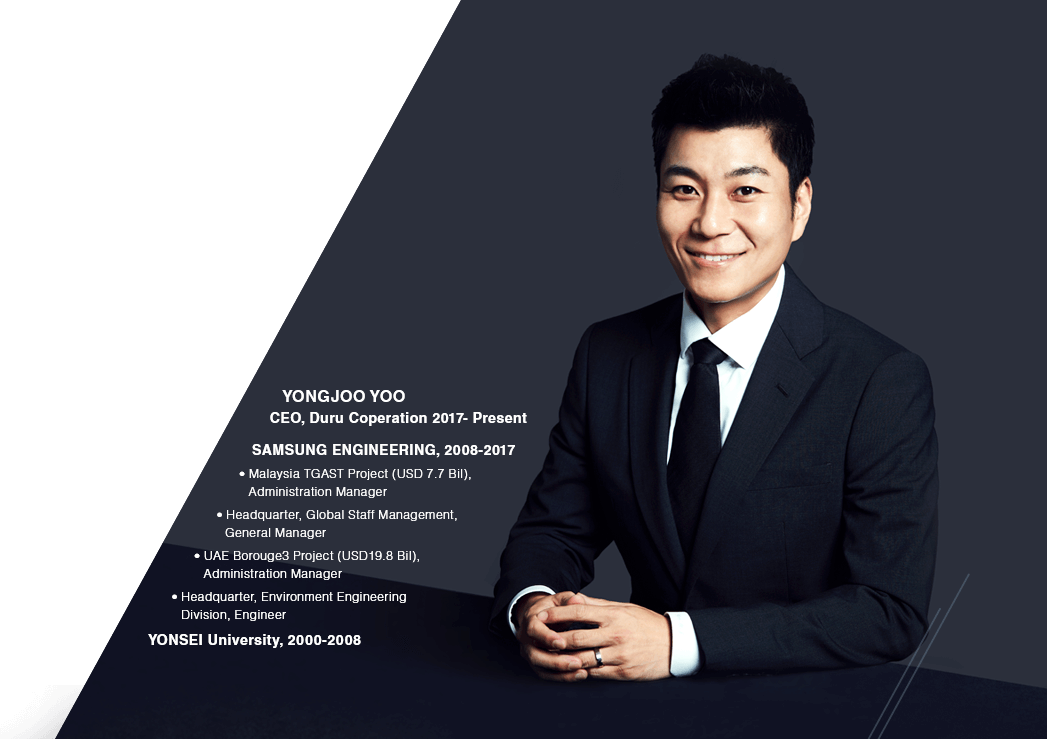 YONGJOO YOO
CEO, Duru Coperation 2017- Present
SAMSUNG ENGINEERING, 2008-2017
• Malaysia TGAST Project (USD 7.7 Bil),
Administration Manager
• Headquarter, Global Staff Management,
General Manager
• UAE Borouge3 Project (USD19.8 Bil),
Administration Manager
• Headquarter, Environment Engineering
Division, Engineer
YONSEI University, 2000-2008